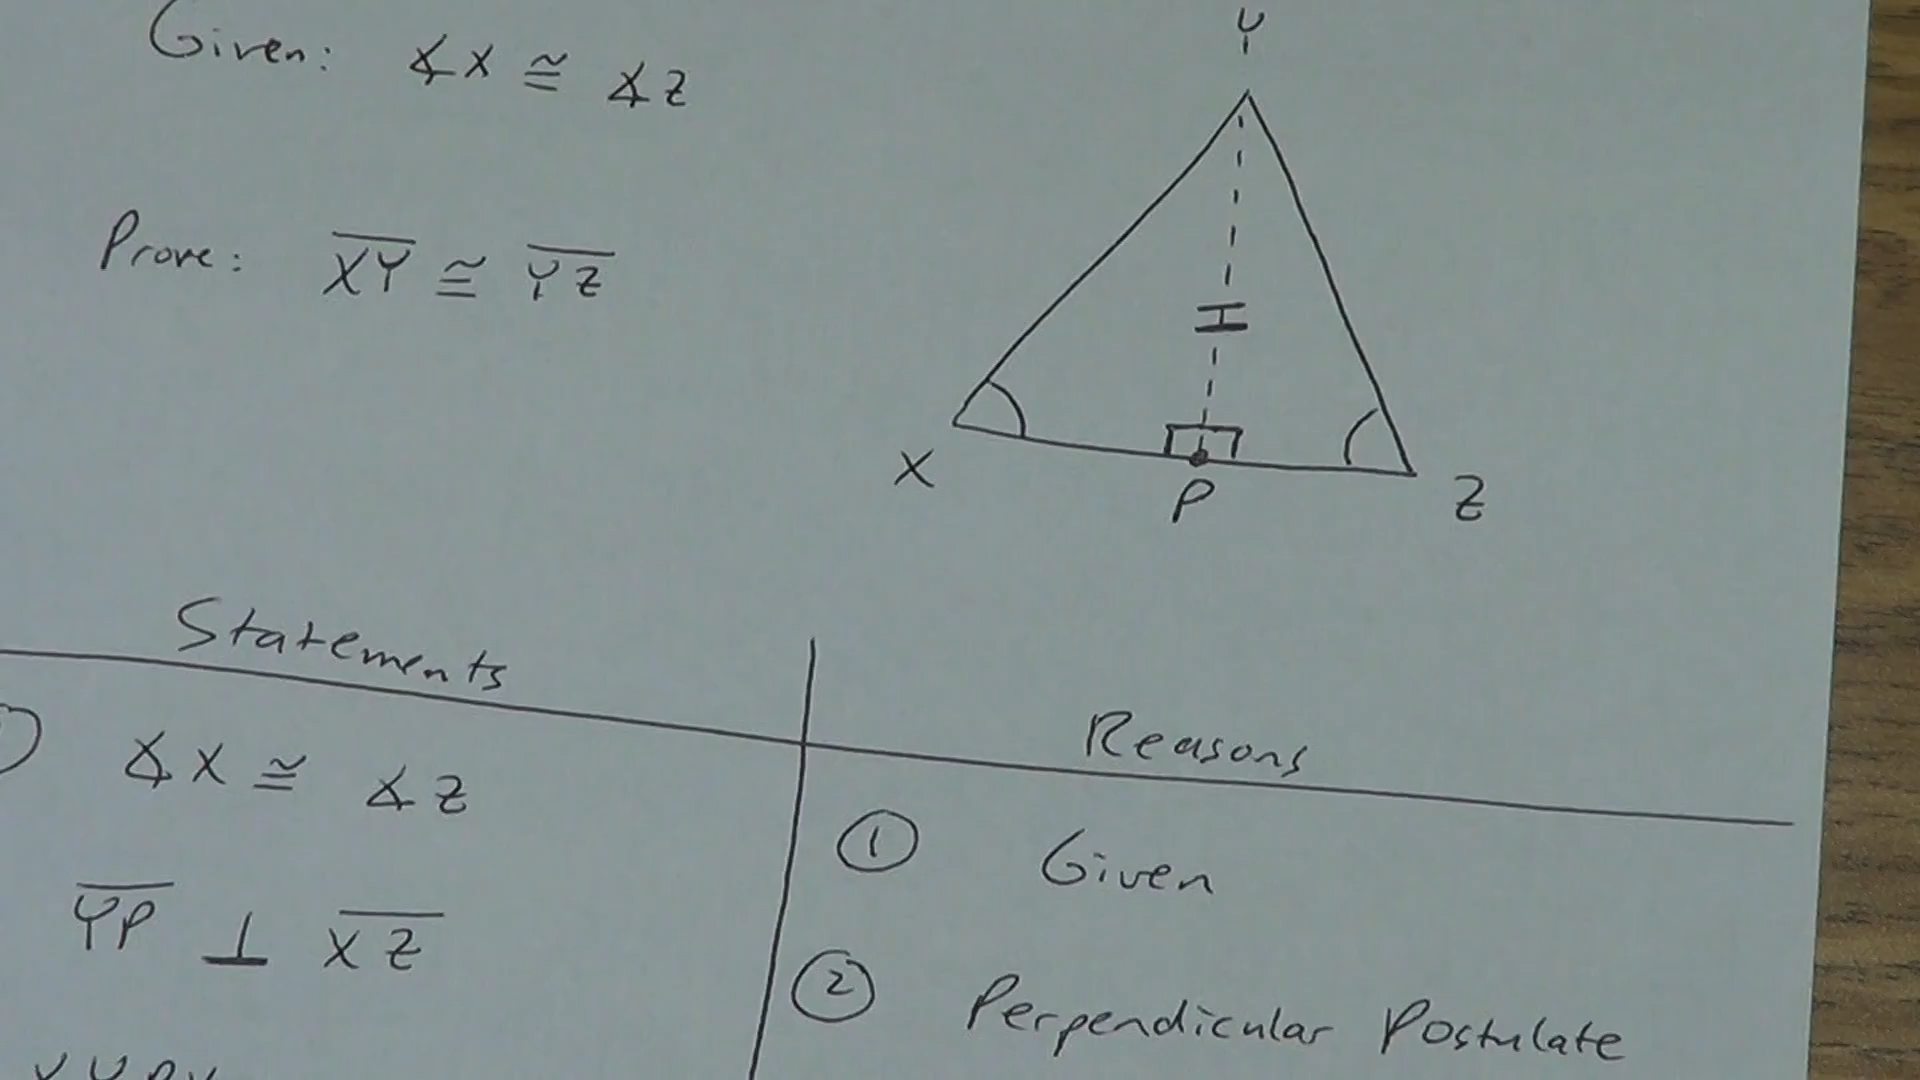 Given: ∡X ≅ ∡Z
Y
Prove: XY ≅ YZ
X
P
Z
Statements
Reasons
∡X ≅ ∡Z
① Given
YP ⊥ XZ
② Perpendicular Postulate